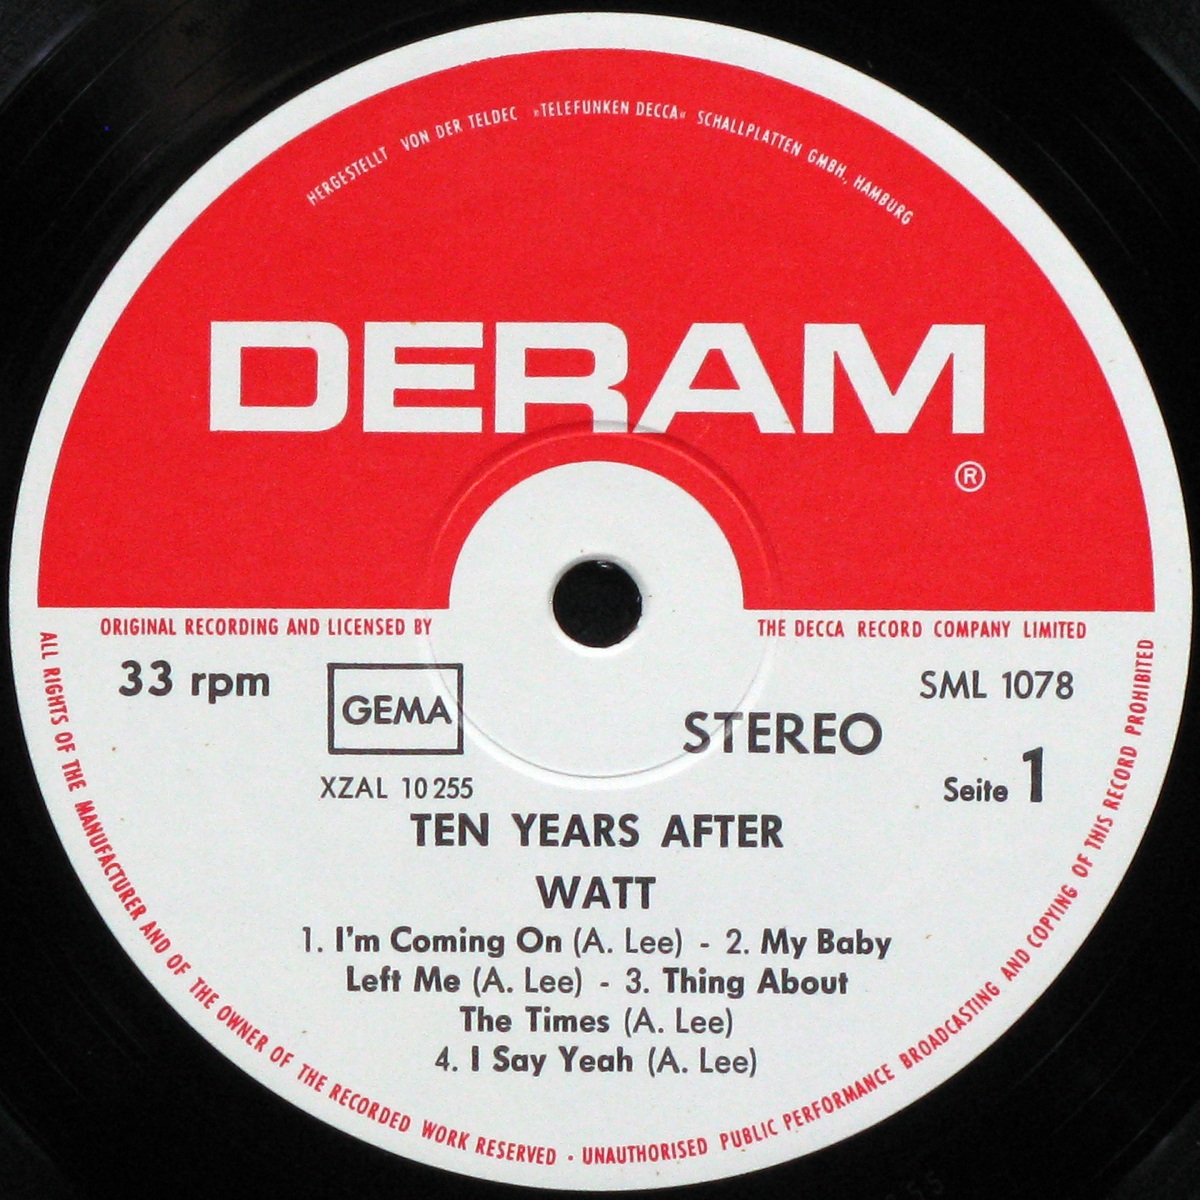 HERGESTELLT VON DER TELDEC »TELEFUNKEN DECCA« SCHALLPLATTEN GMBH., HAMBURG
DERAM
®
ORIGINAL RECORDING AND LICENSED BY THE DECCA RECORD COMPANY LIMITED
33 rpm
GEMA
SML 1078
STEREO
XZAL 10 255
Seite 1
TEN YEARS AFTER
WATT
1. I'm Coming On (A. Lee) - 2. My Baby
Left Me (A. Lee) - 3. Thing About
The Times (A. Lee)
4. I Say Yeah (A. Lee)
ALL RIGHTS OF THE MANUFACTURER AND OF THE OWNER OF THE RECORDED WORK RESERVED · UNAUTHORISED PUBLIC PERFORMANCE BROADCASTING AND COPYING OF THIS RECORD PROHIBITED